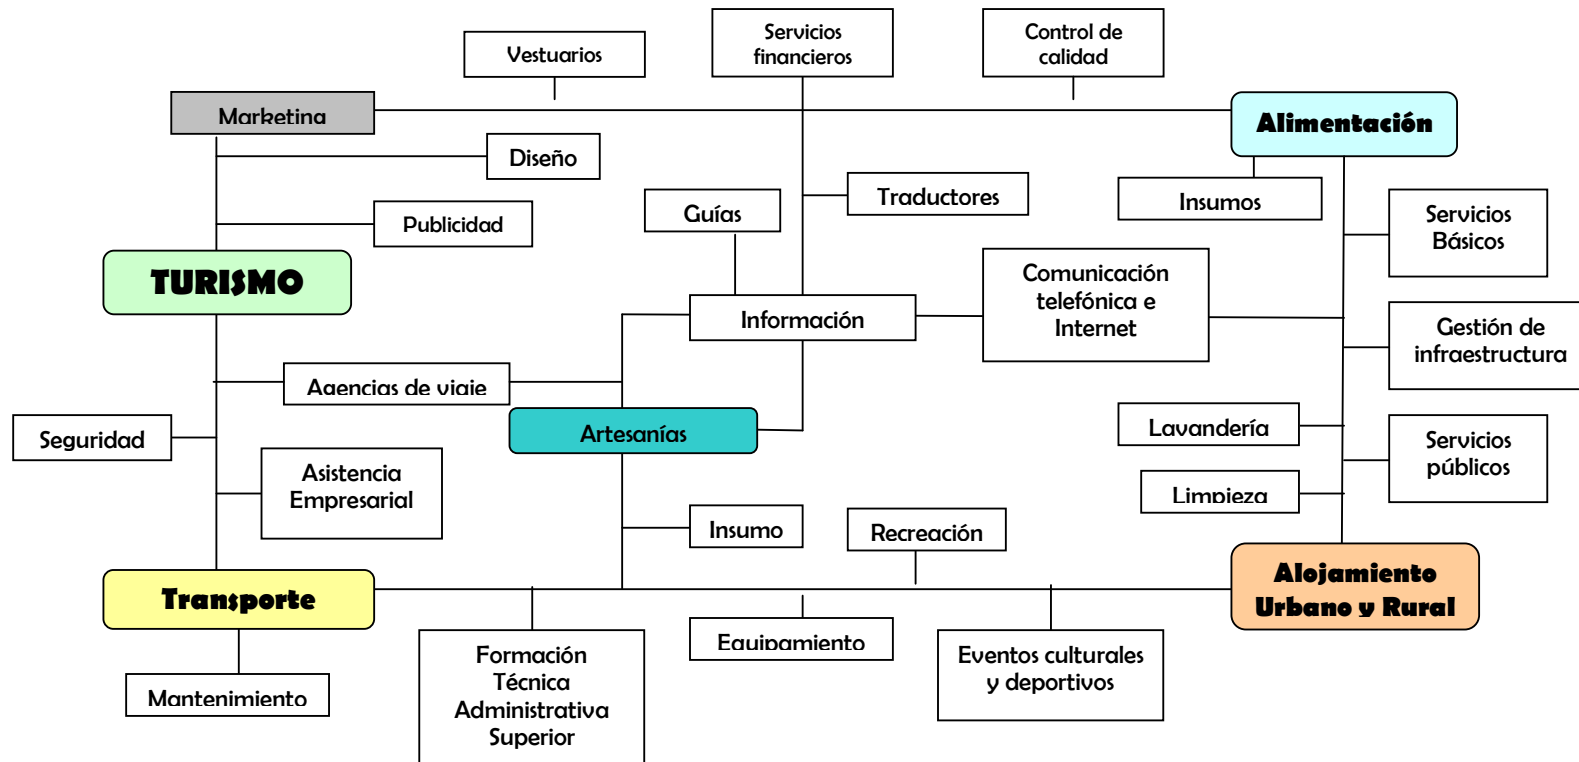 Vestuarios
Servicios
financieros
Control de
calidad
Marketing
Alimentación
Diseño
Publicidad
Guías
Traductores
Insumos
Servicios
Básicos
TURISMO
Comunicación
telefónica e
Internet
Información
Gestión de
infraestructura
Agencias de viaje
Artesanías
Seguridad
Lavandería
Servicios
públicos
Asistencia
Empresarial
Limpieza
Insumo
Recreación
Transporte
Alojamiento
Urbano y Rural
Mantenimiento
Formación
Técnica
Administrativa
Superior
Equipamiento
Eventos culturales
y deportivos